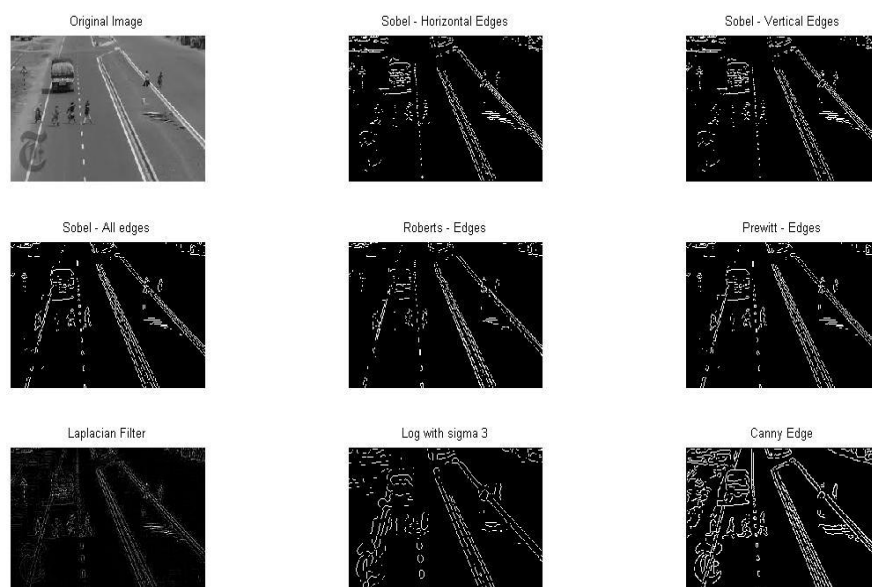 Original Image
Sobel - Horizontal Edges
Sobel - Vertical Edges
Sobel - All edges
Roberts - Edges
Prewitt - Edges
Laplacian Filter
Log with sigma 3
Canny Edge